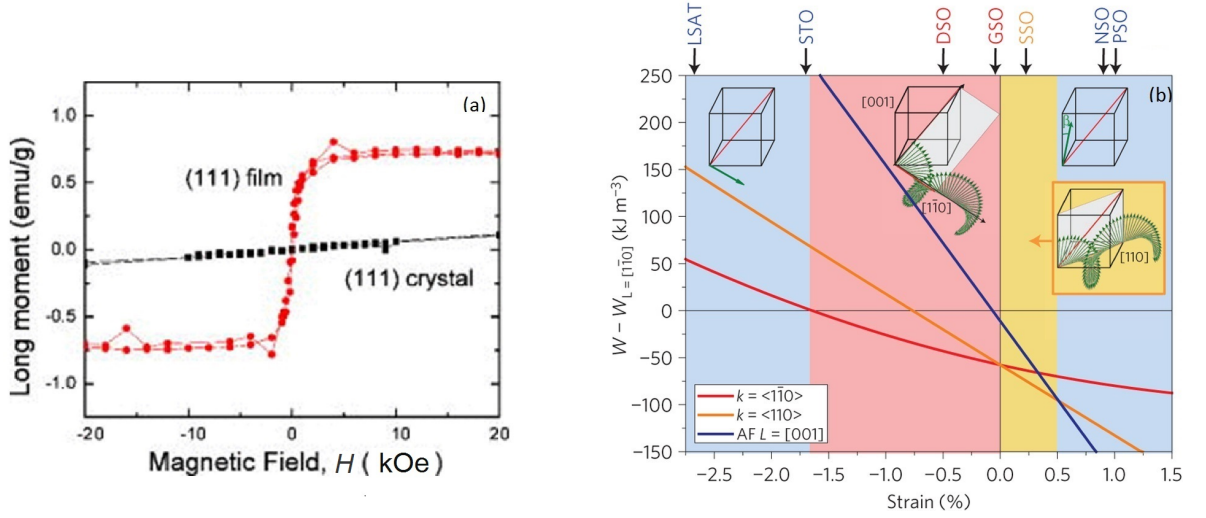 (a)
1.0
0.5
0.0
-0.5
-1.0
Long moment (emu/g)
(111) film
(111) crystal
-20
-10
0
10
20
Magnetic Field, H ( kOe)
LSAT
STO
DSO
GSO
SSO
NSO
PSO
250
200
150
100
50
0
−50
−100
−150
W − W L = [11̄0] (kJ m−3)
(b)
[001]
[11̄0]
β
[110]
k = <11̄0>
k = <110>
AF L = [001]
−2.5
−2.0
−1.5
−1.0
−0.5
0.0
0.5
1.0
1.5
Strain (%)